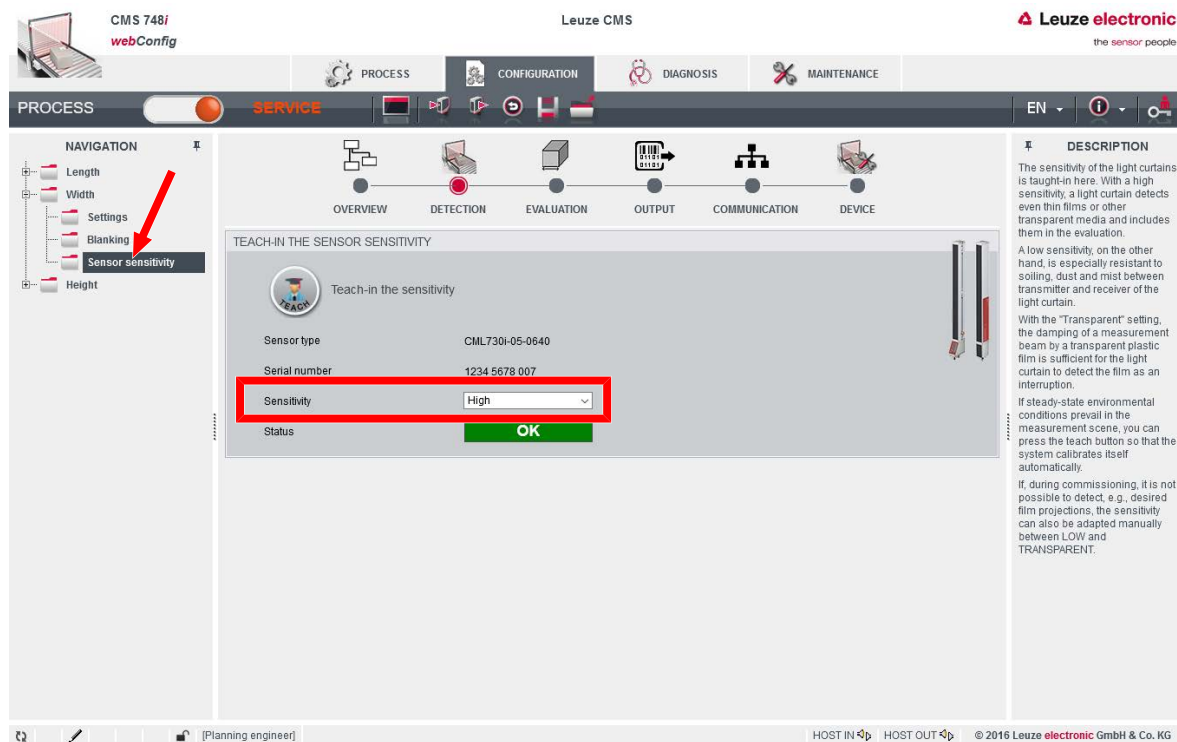 CMS 748i
webConfig
Leuze CMS
Leuze electronic
the sensor people
PROCESS
CONFIGURATION
DIAGNOSIS
MAINTENANCE
PROCESS
SERVICE
EN
NAVIGATION
Length
Width
Settings
Blanking
Sensor sensitivity
Height
OVERVIEW
DETECTION
EVALUATION
OUTPUT
COMMUNICATION
DEVICE
TEACH-IN THE SENSOR SENSITIVITY
TEACH
Teach-in the sensitivity
Sensor type
CML730i-05-0640
Serial number
1234 5678 007
Sensitivity
High
Status
OK
DESCRIPTION
The sensitivity of the light curtains
is taught-in here. With a high
sensitivity, a light curtain detects
even thin films or other
transparent media and includes
them in the evaluation.
A low sensitivity, on the other
hand, is especially resistant to
soiling, dust and mist between
transmitter and receiver of the
light curtain.
With the "Transparent" setting,
the damping of a measurement
beam by a transparent plastic
film is sufficient for the light
curtain to detect the film as an
interruption.
If steady-state environmental
conditions prevail in the
measurement scene, you can
press the teach button so that the
system calibrates itself
automatically.
If, during commissioning, it is not
possible to detect, e.g., desired
film projections, the sensitivity
can also be adapted manually
between LOW and
TRANSPARENT.
[Planning engineer]
HOST IN
HOST OUT
© 2016 Leuze electronic GmbH & Co. KG